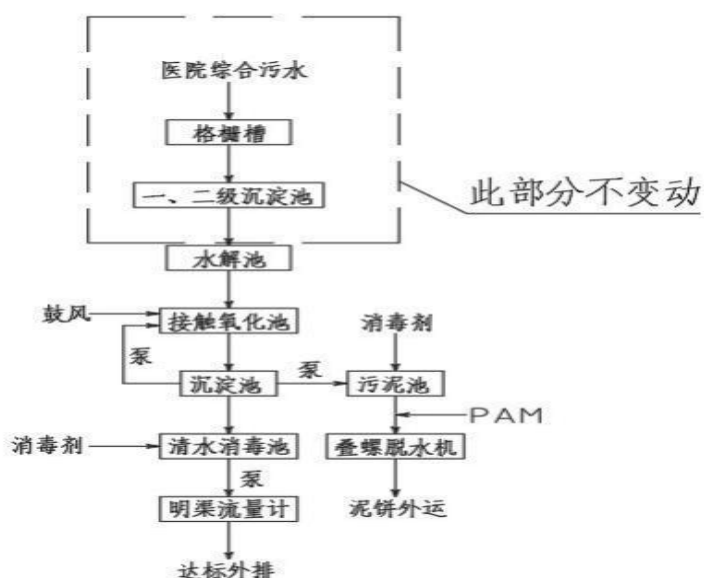 医院综合污水
格栅槽
一、二级沉淀池
此部分不变动
水解池
鼓风
接触氧化池
消毒剂
泵
沉淀池
泵
污泥池
PAM
消毒剂
清水消毒池
叠螺脱水机
泵
明渠流量计
泥饼外运
达标外排